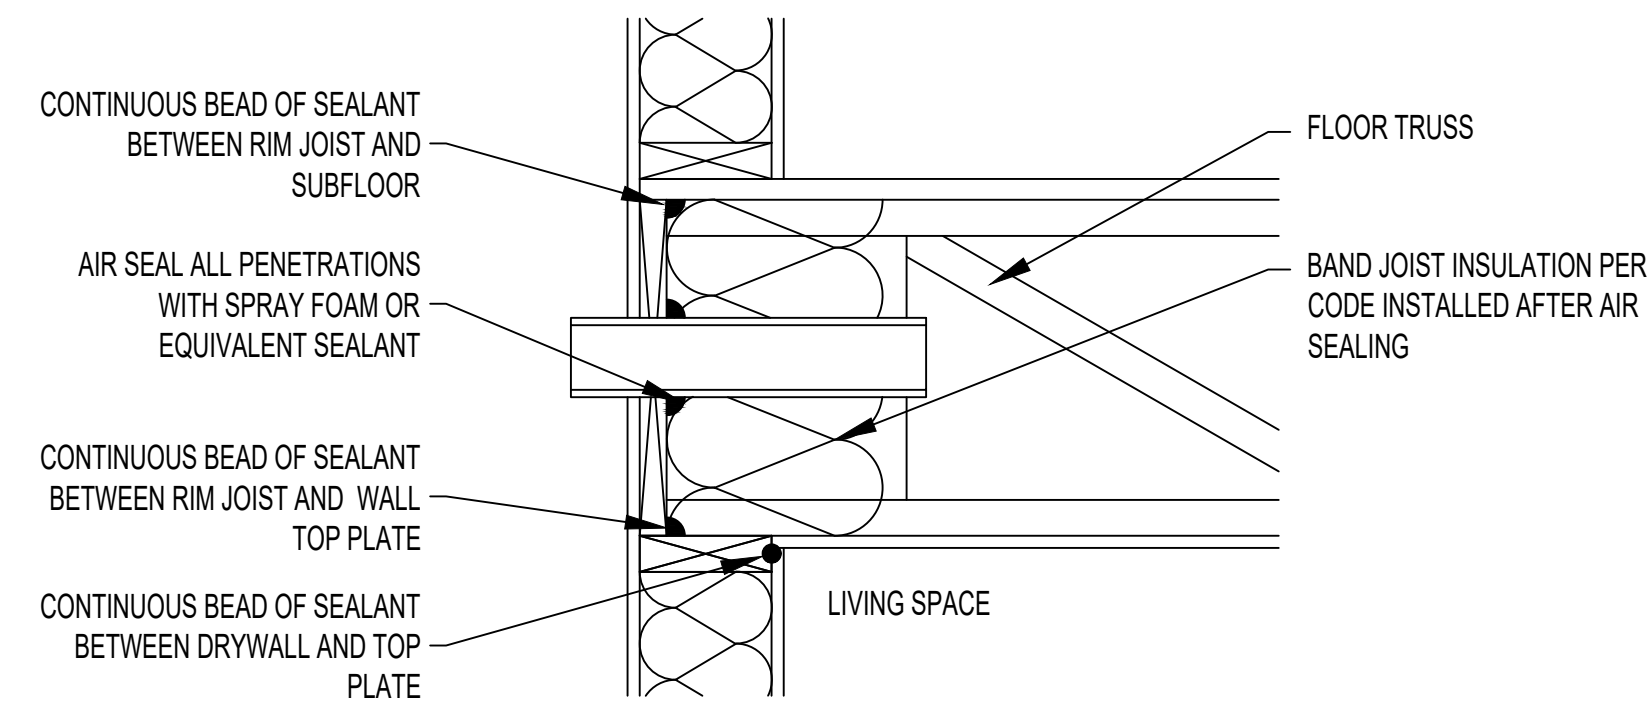 CONTINUOUS BEAD OF SEALANT
BETWEEN RIM JOIST AND
SUBFLOOR
AIR SEAL ALL PENETRATIONS
WITH SPRAY FOAM OR
EQUIVALENT SEALANT
CONTINUOUS BEAD OF SEALANT
BETWEEN RIM JOIST AND  WALL
TOP PLATE
CONTINUOUS BEAD OF SEALANT
BETWEEN DRYWALL AND TOP
PLATE
FLOOR TRUSS
BAND JOIST INSULATION PER
CODE INSTALLED AFTER AIR
SEALING
LIVING SPACE